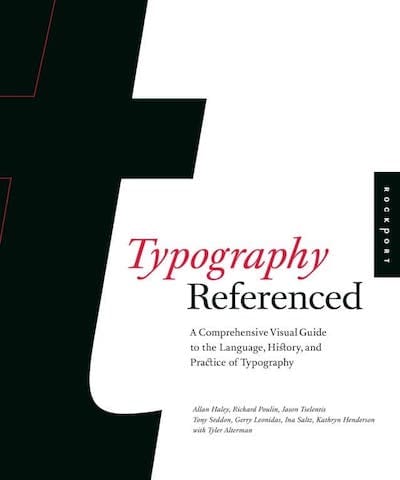 Typography
Referenced
A Comprehensive Visual Guide
to the Language, History, and
Practice of Typography
ROCKPORT
Allan Haley, Richard Poulin, Jason Tselentis
Tony Seddon, Gerry Leonidas, Ina Saltz, Kathryn Henderson
with Tyler Alterman